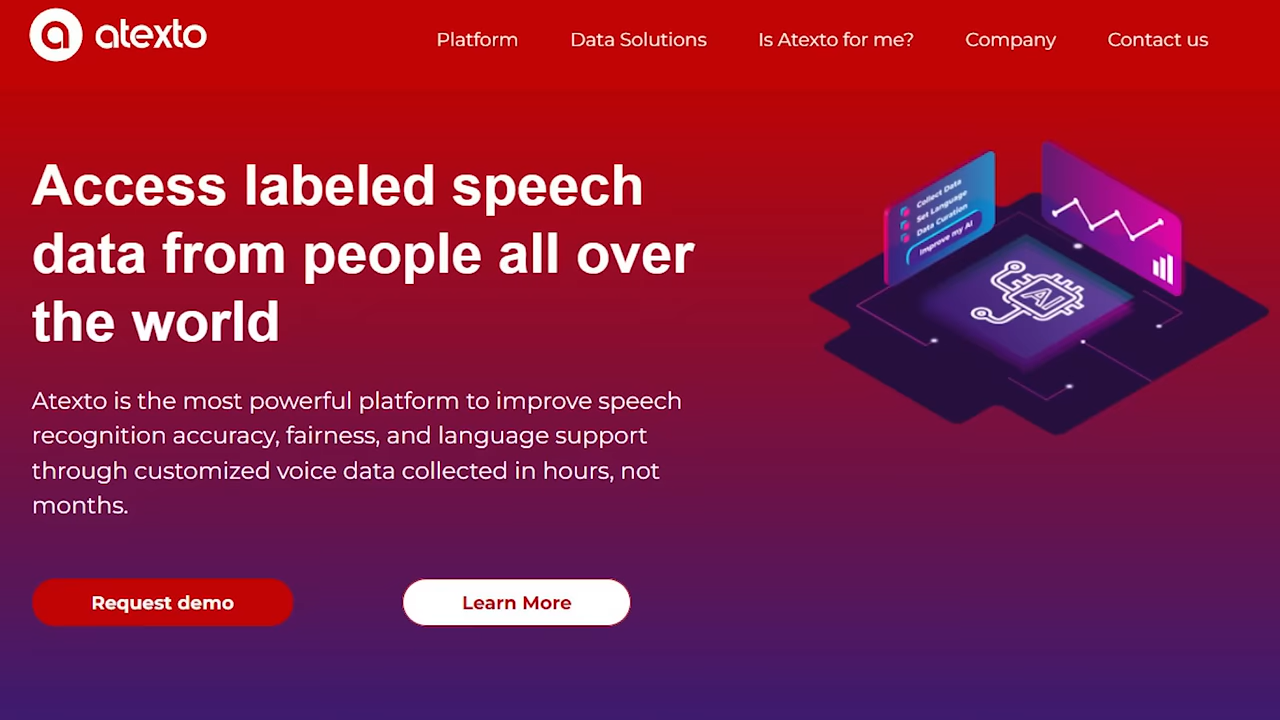 atexto
Platform
Data Solutions
Is Atexto for me?
Company
Contact us
Access labeled speech
data from people all over
the world
Atexto is the most powerful platform to improve speech
recognition accuracy, fairness, and language support
through customized voice data collected in hours, not
months.
Request demo
Learn More
Collect Data
Set Language
Data Curation
Improve my AI
AI